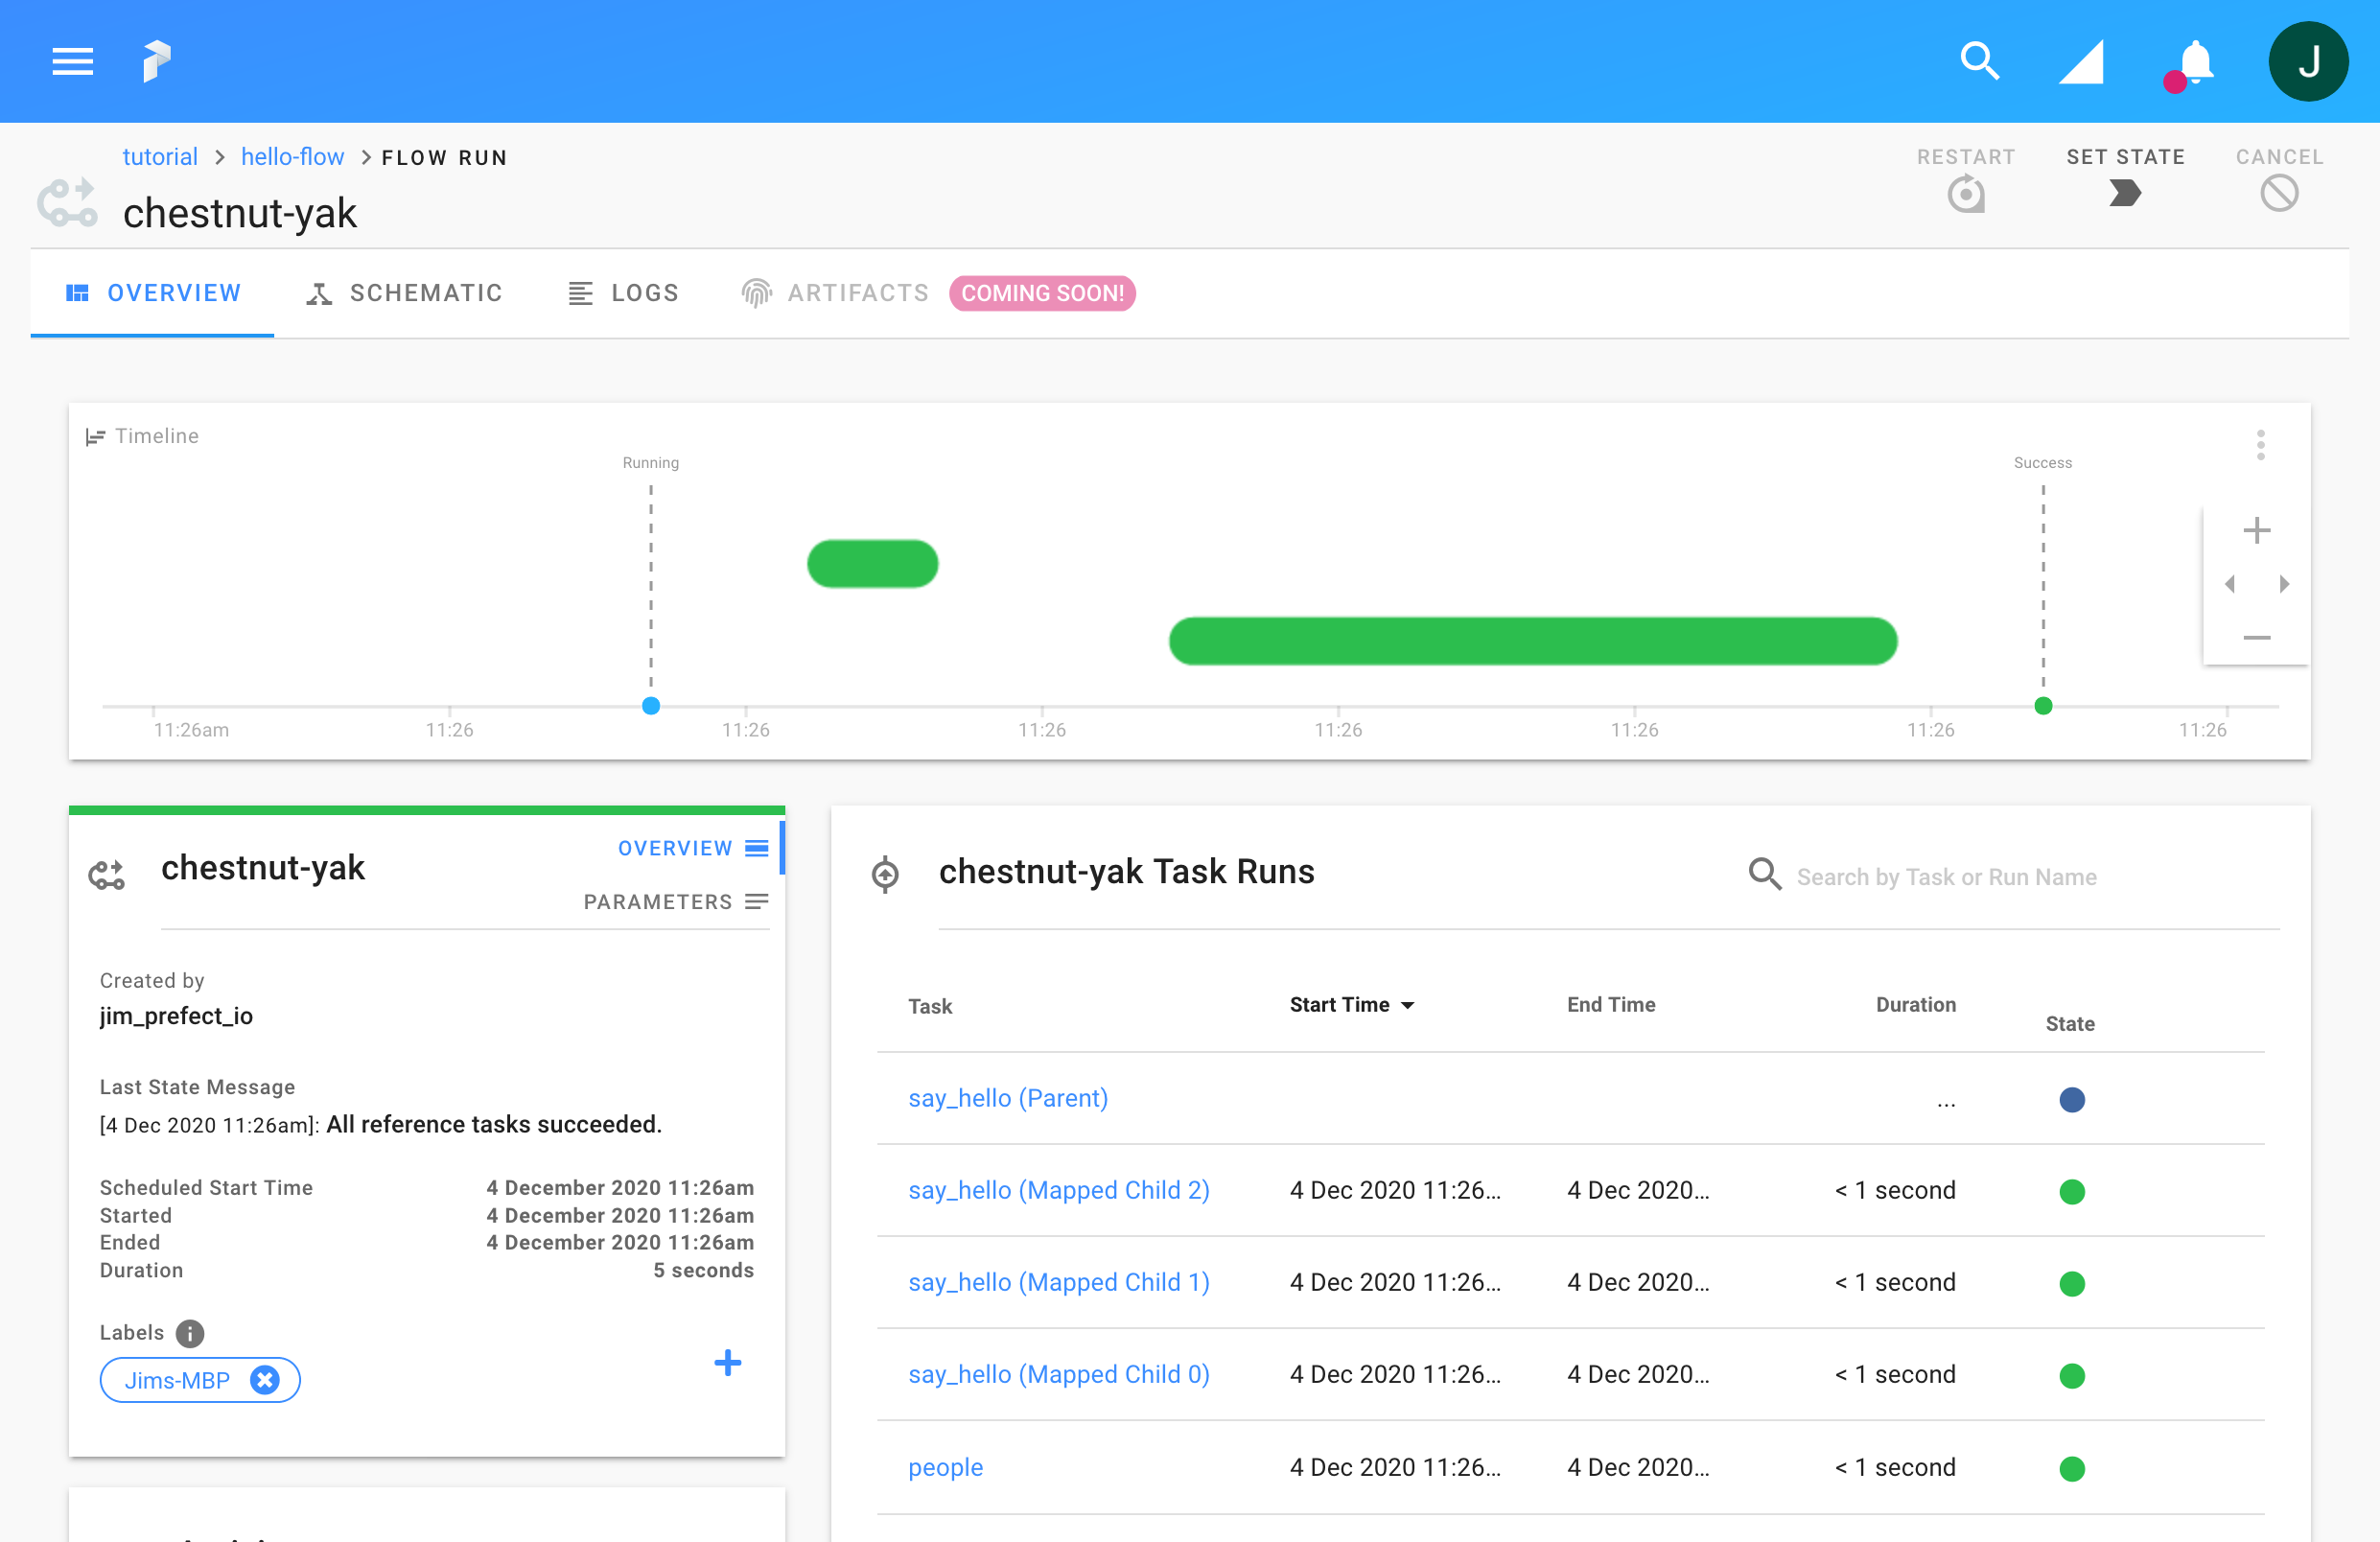 J
tutorial > hello-flow > FLOW RUN
chestnut-yak
RESTART
SET STATE
CANCEL
OVERVIEW
SCHEMATIC
LOGS
ARTIFACTS
COMING SOON!
Timeline
Running
Success
11:26am
11:26
11:26
11:26
11:26
11:26
11:26
11:26
chestnut-yak
OVERVIEW
PARAMETERS
Created by
jim_prefect_io
Last State Message
[4 Dec 2020 11:26am]: All reference tasks succeeded.
Scheduled Start Time 4 December 2020 11:26am
Started 4 December 2020 11:26am
Ended 4 December 2020 11:26am
Duration 5 seconds
Labels
Jims-MBP
chestnut-yak Task Runs
Search by Task or Run Name
Task Start Time End Time Duration State
say_hello (Parent) ...
say_hello (Mapped Child 2) 4 Dec 2020 11:26... 4 Dec 2020... < 1 second
say_hello (Mapped Child 1) 4 Dec 2020 11:26... 4 Dec 2020... < 1 second
say_hello (Mapped Child 0) 4 Dec 2020 11:26... 4 Dec 2020... < 1 second
people 4 Dec 2020 11:26... 4 Dec 2020... < 1 second